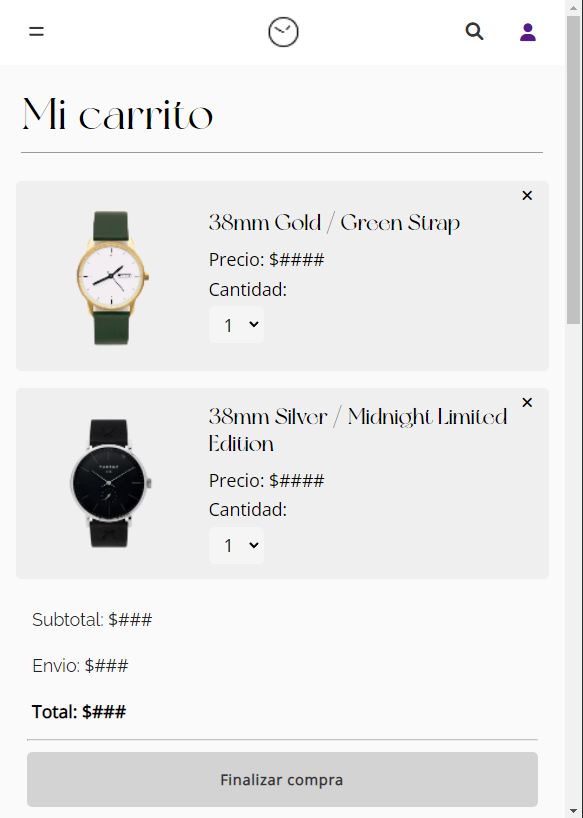 Mi carrito
38mm Gold / Green Strap
Precio: $####
Cantidad:
1
38mm Silver / Midnight Limited
Edition
Precio: $####
Cantidad:
1
Subtotal: $###
Envio: $###
Total: $###
Finalizar compra